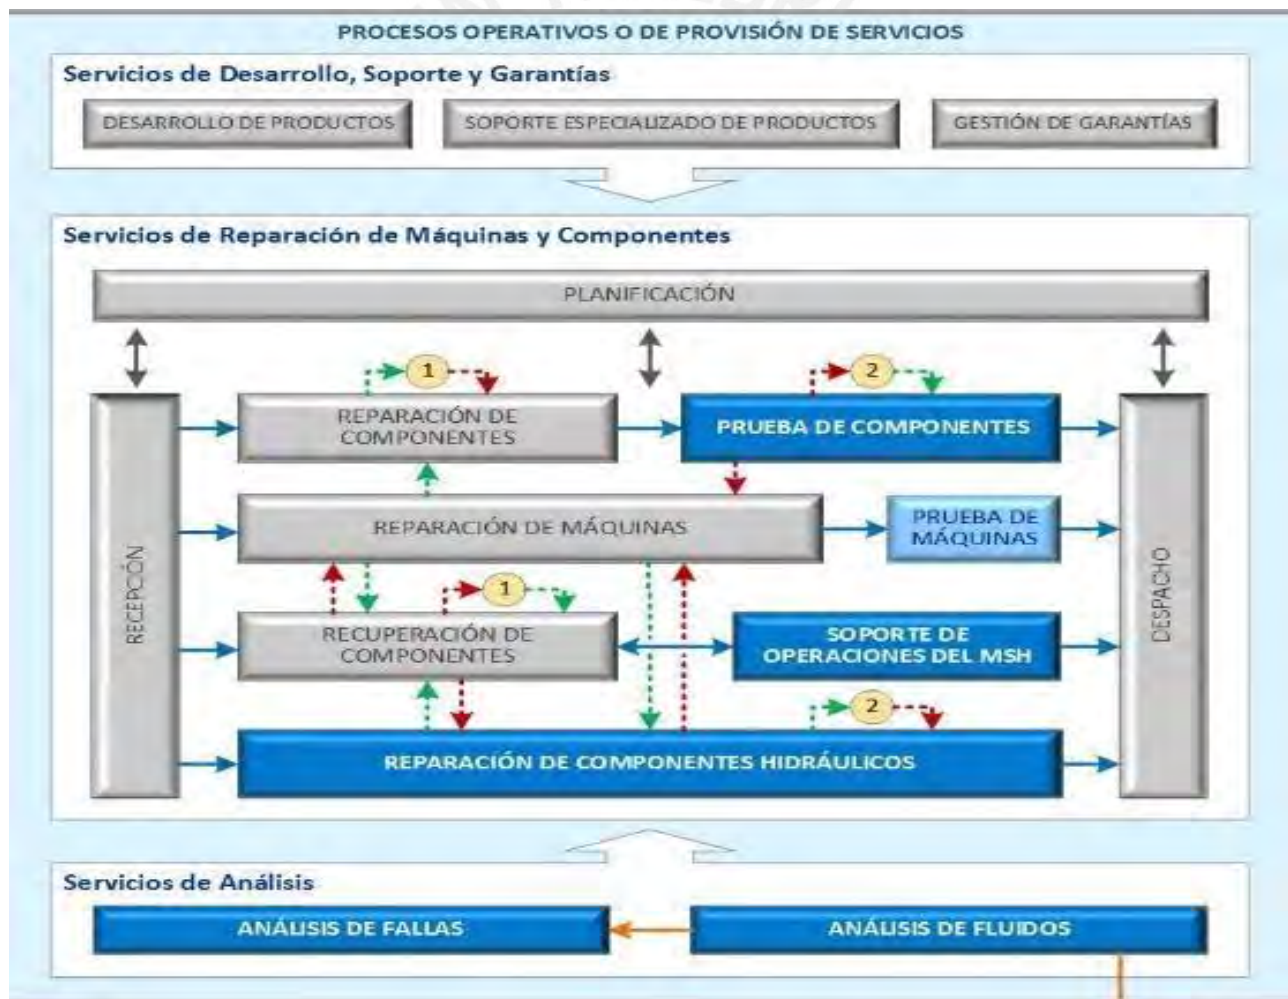 PROCESOS OPERATIVOS O DE PROVISIÓN DE SERVICIOS
Servicios de Desarrollo, Soporte y Garantías
DESARROLLO DE PRODUCTOS
SOPORTE ESPECIALIZADO DE PRODUCTOS
GESTIÓN DE GARANTÍAS
Servicios de Reparación de Máquinas y Componentes
PLANIFICACIÓN
1
2
RECEPCIÓN
REPARACIÓN DE
COMPONENTES
PRUEBA DE COMPONENTES
REPARACIÓN DE MÁQUINAS
PRUEBA DE
MÁQUINAS
DESPACHO
1
RECUPERACIÓN DE
COMPONENTES
SOPORTE DE
OPERACIONES DEL MSH
2
REPARACIÓN DE COMPONENTES HIDRÁULICOS
Servicios de Análisis
ANÁLISIS DE FALLAS
ANÁLISIS DE FLUIDOS